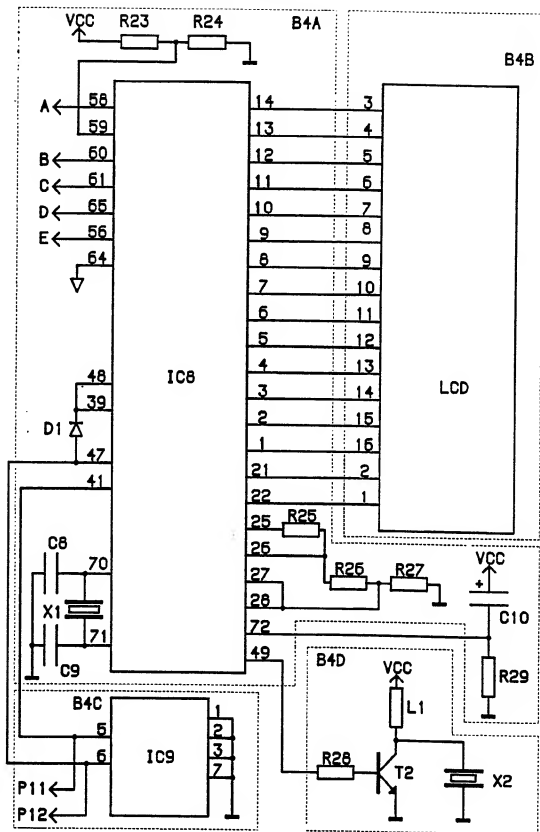 VCC R23 R24 B4A
B4B
A 58 14 3
59 13 4
B 60 12 5
C 61 11 6
D 65 10 7
E 56 9 8
64 8 9
7 10
6 11
5 12
IC8
4 13
48 3 14
LCD
39 2 15
D1
1 16
47 21 2
41 22 1
25 R25
C8 26 VCC
70 27 R26 R27
+
X1 28 C10
71 72
C9 49 B4D R29
VCC
B4C 1 L1
5 2
6 IC9 3
7 R28 T2 X2
P11
P12